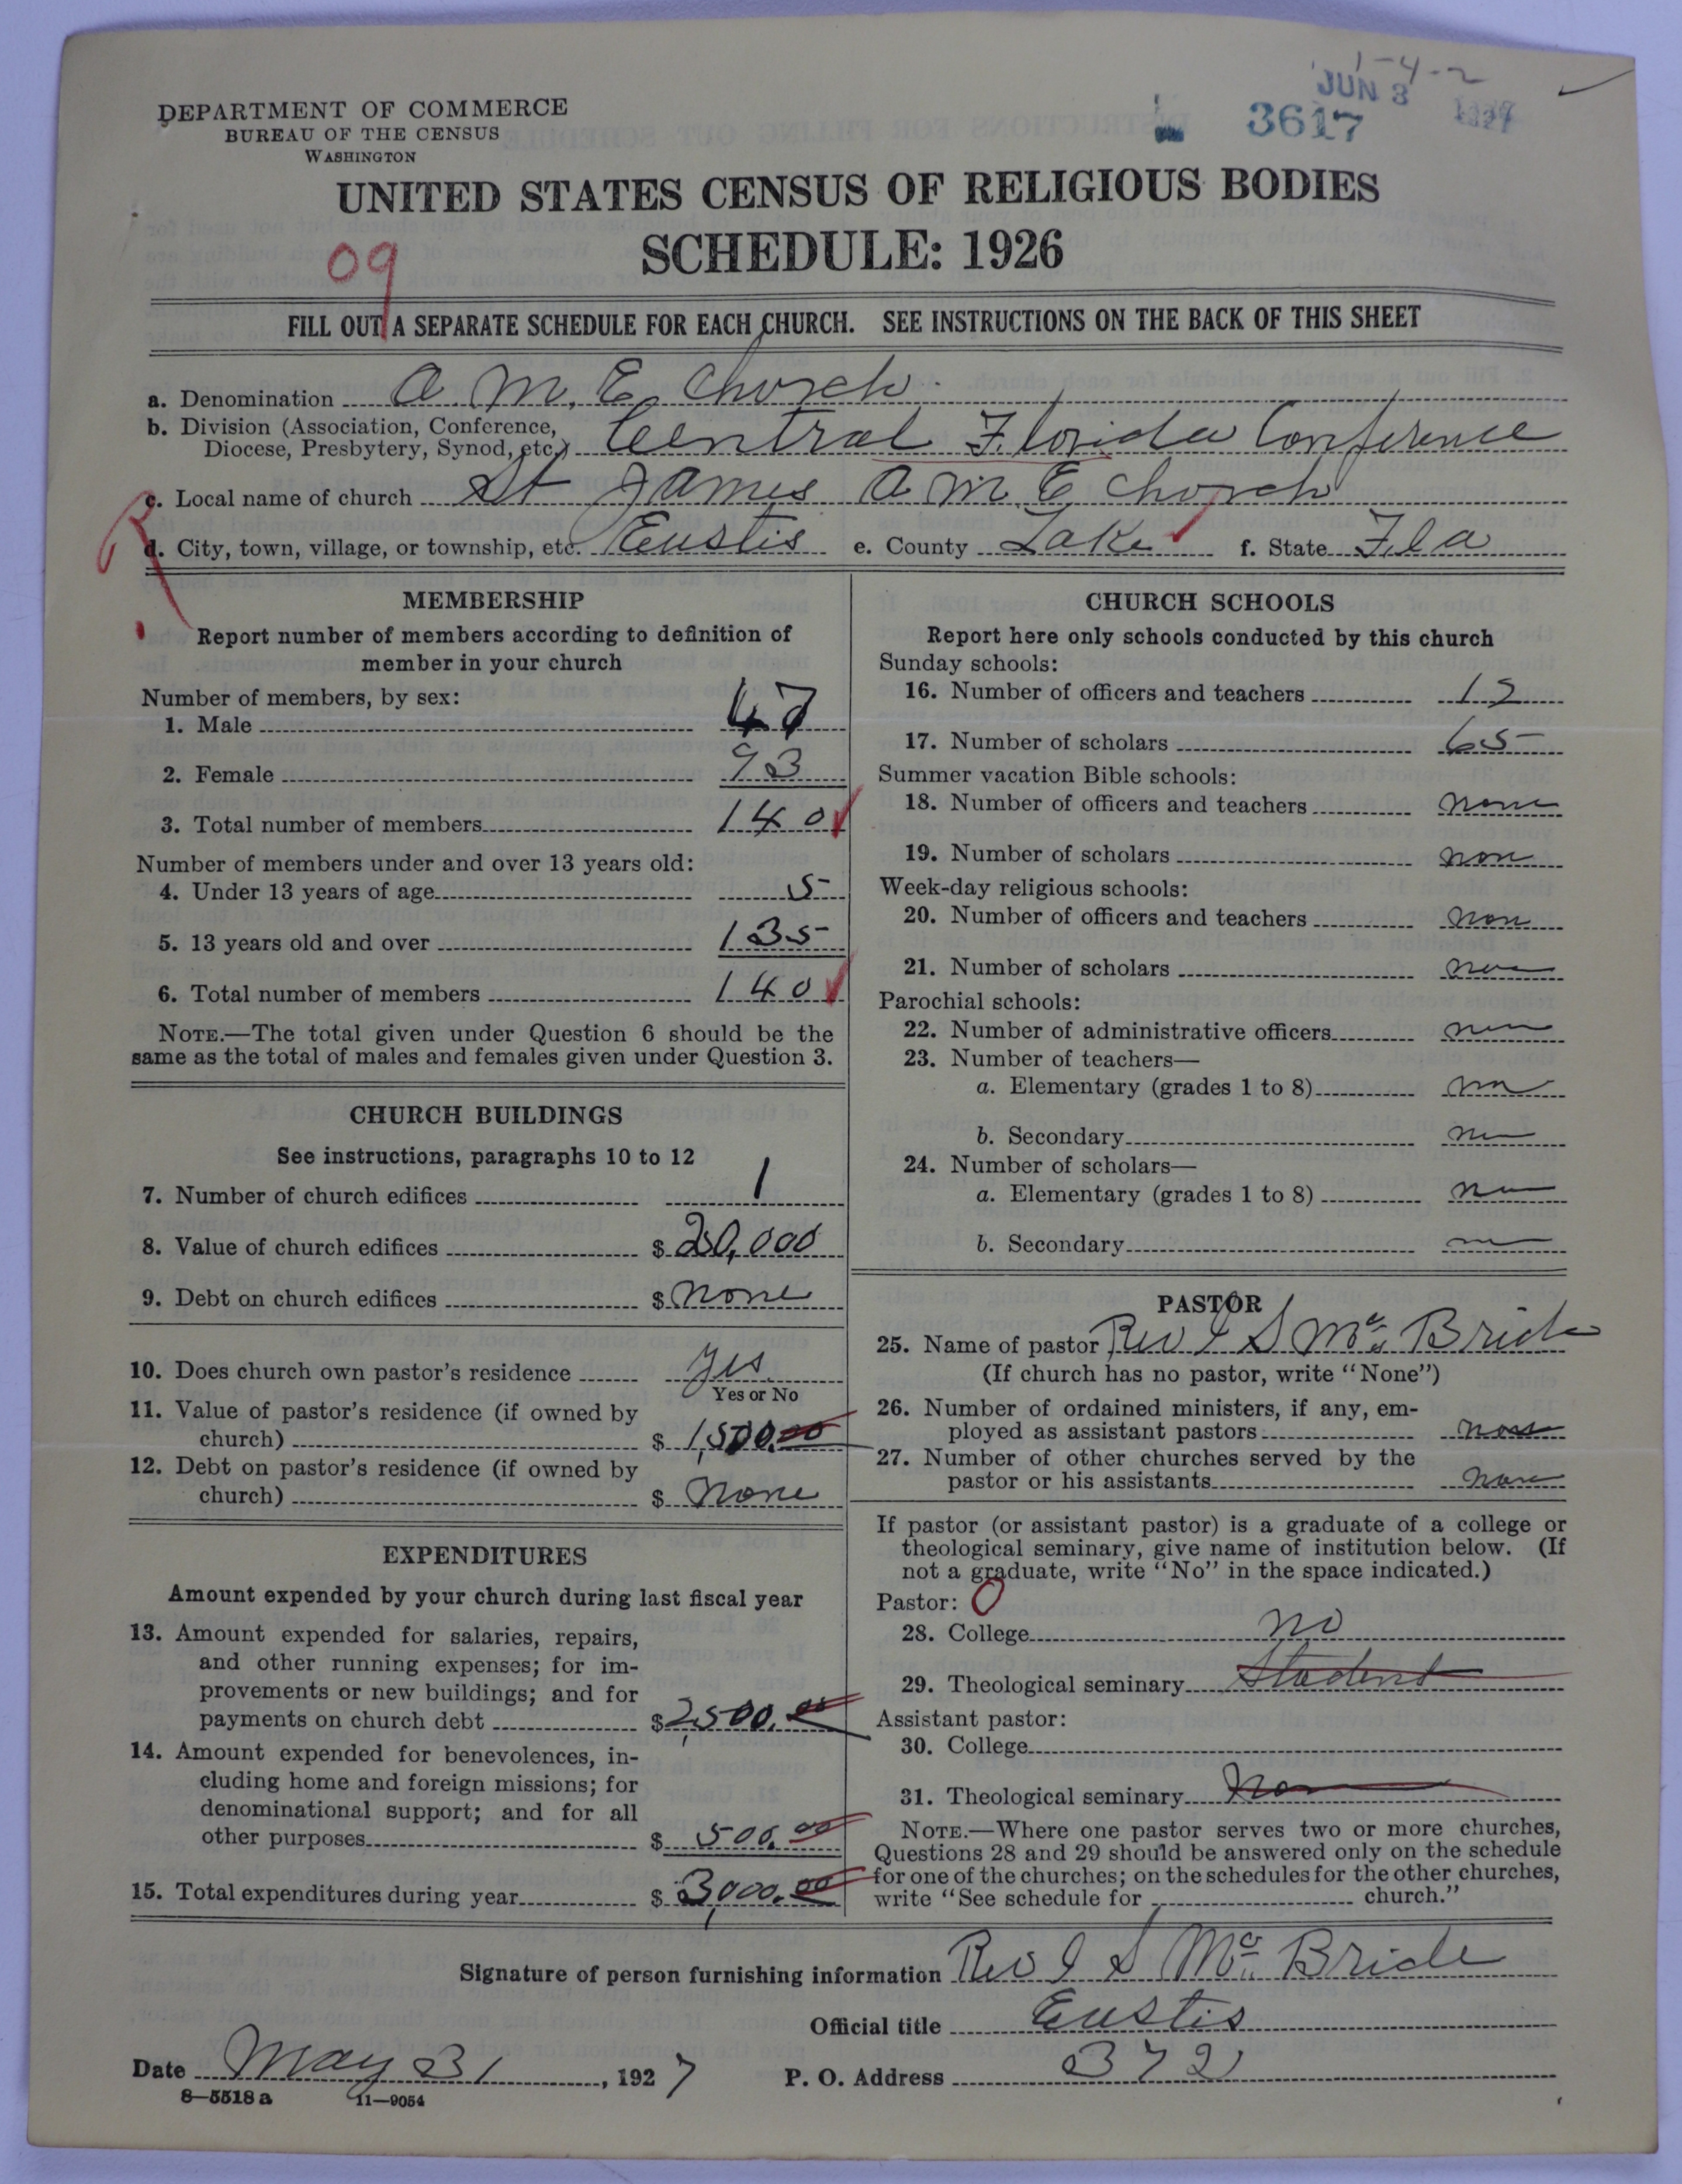 1-4-2
JUN 3 1927
3617
DEPARTMENT OF COMMERCE
BUREAU OF THE CENSUS
WASHINGTON
UNITED STATES CENSUS OF RELIGIOUS BODIES
SCHEDULE: 1926
09
FILL OUT A SEPARATE SCHEDULE FOR EACH CHURCH. SEE INSTRUCTIONS ON THE BACK OF THIS SHEET
a. Denomination A. M. E. Church
b. Division (Association, Conference,
Diocese, Presbytery, Synod, etc.) Central Florida Conference
c. Local name of church St James A M E Church
d. City, town, village, or township, etc. Eustis e. County Lake f. State Fla
MEMBERSHIP
Report number of members according to definition of
member in your church
Number of members, by sex:
1. Male 47
2. Female 93
3. Total number of members 140
Number of members under and over 13 years old:
4. Under 13 years of age 5
5. 13 years old and over 135
6. Total number of members 140
NOTE.—The total given under Question 6 should be the
same as the total of males and females given under Question 3.
CHURCH BUILDINGS
See instructions, paragraphs 10 to 12
7. Number of church edifices 1
8. Value of church edifices $ 20,000
9. Debt on church edifices $ none
10. Does church own pastor's residence yes
Yes or No
11. Value of pastor's residence (if owned by
church) $ 1,500.00
12. Debt on pastor's residence (if owned by
church) $ none
EXPENDITURES
Amount expended by your church during last fiscal year
13. Amount expended for salaries, repairs,
and other running expenses; for im-
provements or new buildings; and for
payments on church debt $ 2,500.00
14. Amount expended for benevolences, in-
cluding home and foreign missions; for
denominational support; and for all
other purposes $ 500.00
15. Total expenditures during year $ 3,000.00
CHURCH SCHOOLS
Report here only schools conducted by this church
Sunday schools:
16. Number of officers and teachers 12
17. Number of scholars 65
Summer vacation Bible schools:
18. Number of officers and teachers none
19. Number of scholars non
Week-day religious schools:
20. Number of officers and teachers non
21. Number of scholars non
Parochial schools:
22. Number of administrative officers
23. Number of teachers—
a. Elementary (grades 1 to 8)
b. Secondary
24. Number of scholars—
a. Elementary (grades 1 to 8)
b. Secondary
PASTOR
25. Name of pastor Rev I S McBride
(If church has no pastor, write "None")
26. Number of ordained ministers, if any, em-
ployed as assistant pastors none
27. Number of other churches served by the
pastor or his assistants none
If pastor (or assistant pastor) is a graduate of a college or
theological seminary, give name of institution below. (If
not a graduate, write "No" in the space indicated.)
Pastor: 0
28. College no
29. Theological seminary Student
Assistant pastor:
30. College
31. Theological seminary Non
NOTE.—Where one pastor serves two or more churches,
Questions 28 and 29 should be answered only on the schedule
for one of the churches; on the schedules for the other churches,
write "See schedule for church."
Signature of person furnishing information Rev I S McBride
Official title Eustis
Date May 31, 1927 P. O. Address 372
8—5518 a 11—9054